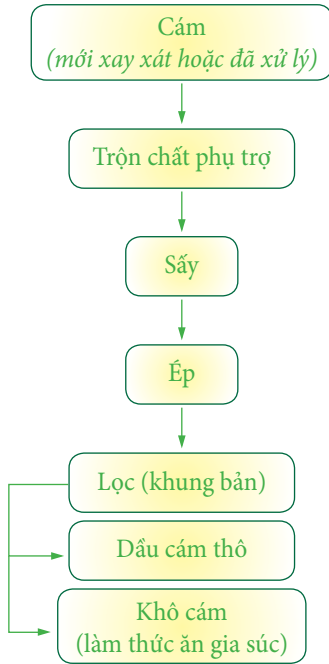 Cám
(mới xay xát hoặc đã xử lý)
Trộn chất phụ trợ
Sấy
Ép
Lọc (khung bản)
Dầu cám thô
Khô cám
(làm thức ăn gia súc)